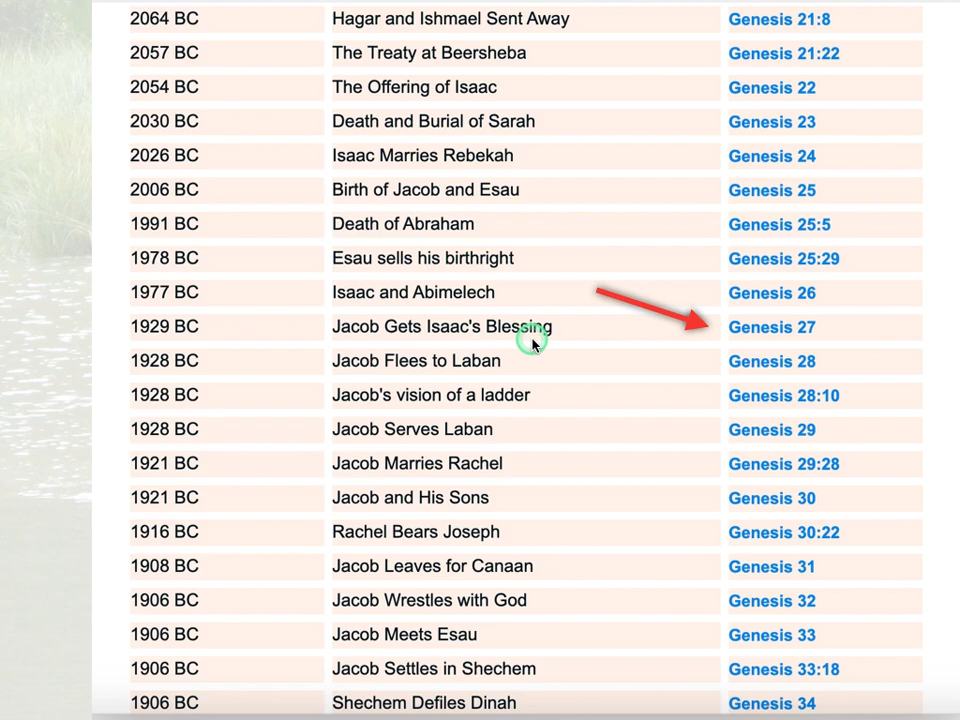 2064 BC Hagar and Ishmael Sent Away Genesis 21:8
2057 BC The Treaty at Beersheba Genesis 21:22
2054 BC The Offering of Isaac Genesis 22
2030 BC Death and Burial of Sarah Genesis 23
2026 BC Isaac Marries Rebekah Genesis 24
2006 BC Birth of Jacob and Esau Genesis 25
1991 BC Death of Abraham Genesis 25:5
1978 BC Esau sells his birthright Genesis 25:29
1977 BC Isaac and Abimelech Genesis 26
1929 BC Jacob Gets Isaac's Blessing Genesis 27
1928 BC Jacob Flees to Laban Genesis 28
1928 BC Jacob's vision of a ladder Genesis 28:10
1928 BC Jacob Serves Laban Genesis 29
1921 BC Jacob Marries Rachel Genesis 29:28
1921 BC Jacob and His Sons Genesis 30
1916 BC Rachel Bears Joseph Genesis 30:22
1908 BC Jacob Leaves for Canaan Genesis 31
1906 BC Jacob Wrestles with God Genesis 32
1906 BC Jacob Meets Esau Genesis 33
1906 BC Jacob Settles in Shechem Genesis 33:18
1906 BC Shechem Defiles Dinah Genesis 34